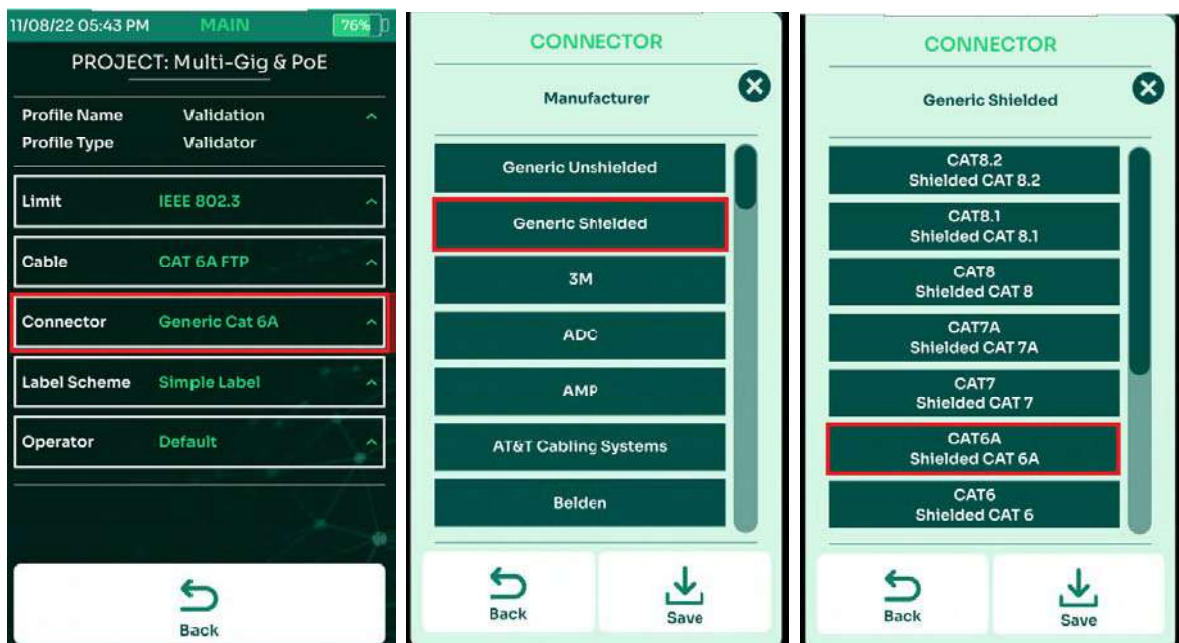 11/08/22 05:43 PM MAIN 76%
PROJECT: Multi-Gig & PoE
Profile Name Validation
Profile Type Validator
Limit IEEE 802.3
Cable CAT 6A FTP
Connector Generic Cat 6A
Label Scheme Simple Label
Operator Default
Back
CONNECTOR
Manufacturer
Generic Unshielded
Generic Shielded
3M
ADC
AMP
AT&T Cabling Systems
Belden
Back Save
CONNECTOR
Generic Shielded
CAT8.2
Shielded CAT 8.2
CAT8.1
Shielded CAT 8.1
CAT8
Shielded CAT 8
CAT7A
Shielded CAT 7A
CAT7
Shielded CAT 7
CAT6A
Shielded CAT 6A
CAT6
Shielded CAT 6
Back Save